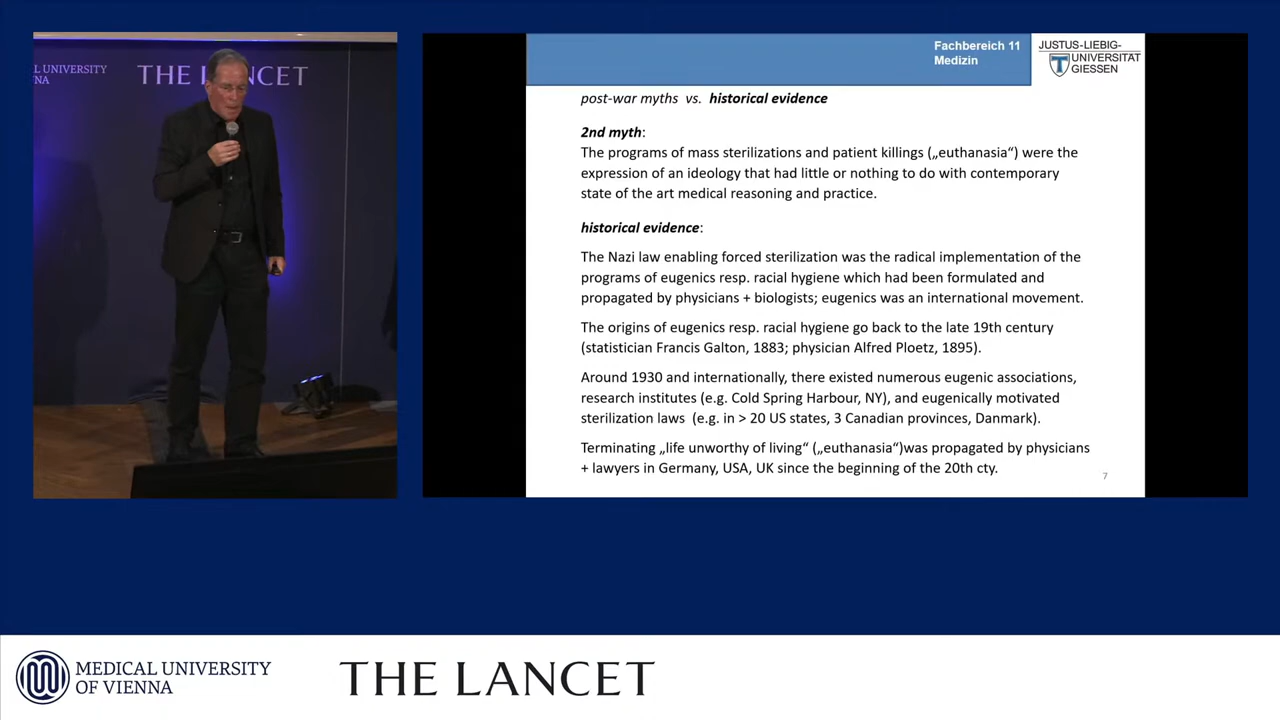 CAL UNIVERSITY
NA
THE LANCET
Fachbereich 11
Medizin
JUSTUS-LIEBIG-
UNIVERSITAT
GIESSEN
post-war myths vs. historical evidence
2nd myth:
The programs of mass sterilizations and patient killings („euthanasia“) were the
expression of an ideology that had little or nothing to do with contemporary
state of the art medical reasoning and practice.
historical evidence:
The Nazi law enabling forced sterilization was the radical implementation of the
programs of eugenics resp. racial hygiene which had been formulated and
propagated by physicians + biologists; eugenics was an international movement.
The origins of eugenics resp. racial hygiene go back to the late 19th century
(statistician Francis Galton, 1883; physician Alfred Ploetz, 1895).
Around 1930 and internationally, there existed numerous eugenic associations,
research institutes (e.g. Cold Spring Harbour, NY), and eugenically motivated
sterilization laws (e.g. in > 20 US states, 3 Canadian provinces, Danmark).
Terminating „life unworthy of living“ („euthanasia“)was propagated by physicians
+ lawyers in Germany, USA, UK since the beginning of the 20th cty.
7
MEDICAL UNIVERSITY
OF VIENNA
THE LANCET